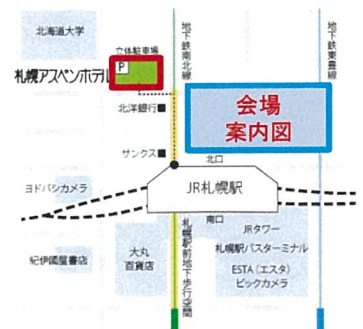 北海道大学
立体駐車場
P
札幌アスペンホテル
地下鉄南北線
地下鉄東豊線
北洋銀行
会場
案内図
サンクス
北口
ヨドバシカメラ
JR札幌駅
南口
紀伊國屋書店
大丸
百貨店
札幌駅前地下歩行空間
JRタワー
札幌駅バスターミナル
ESTA（エスタ）
ビックカメラ